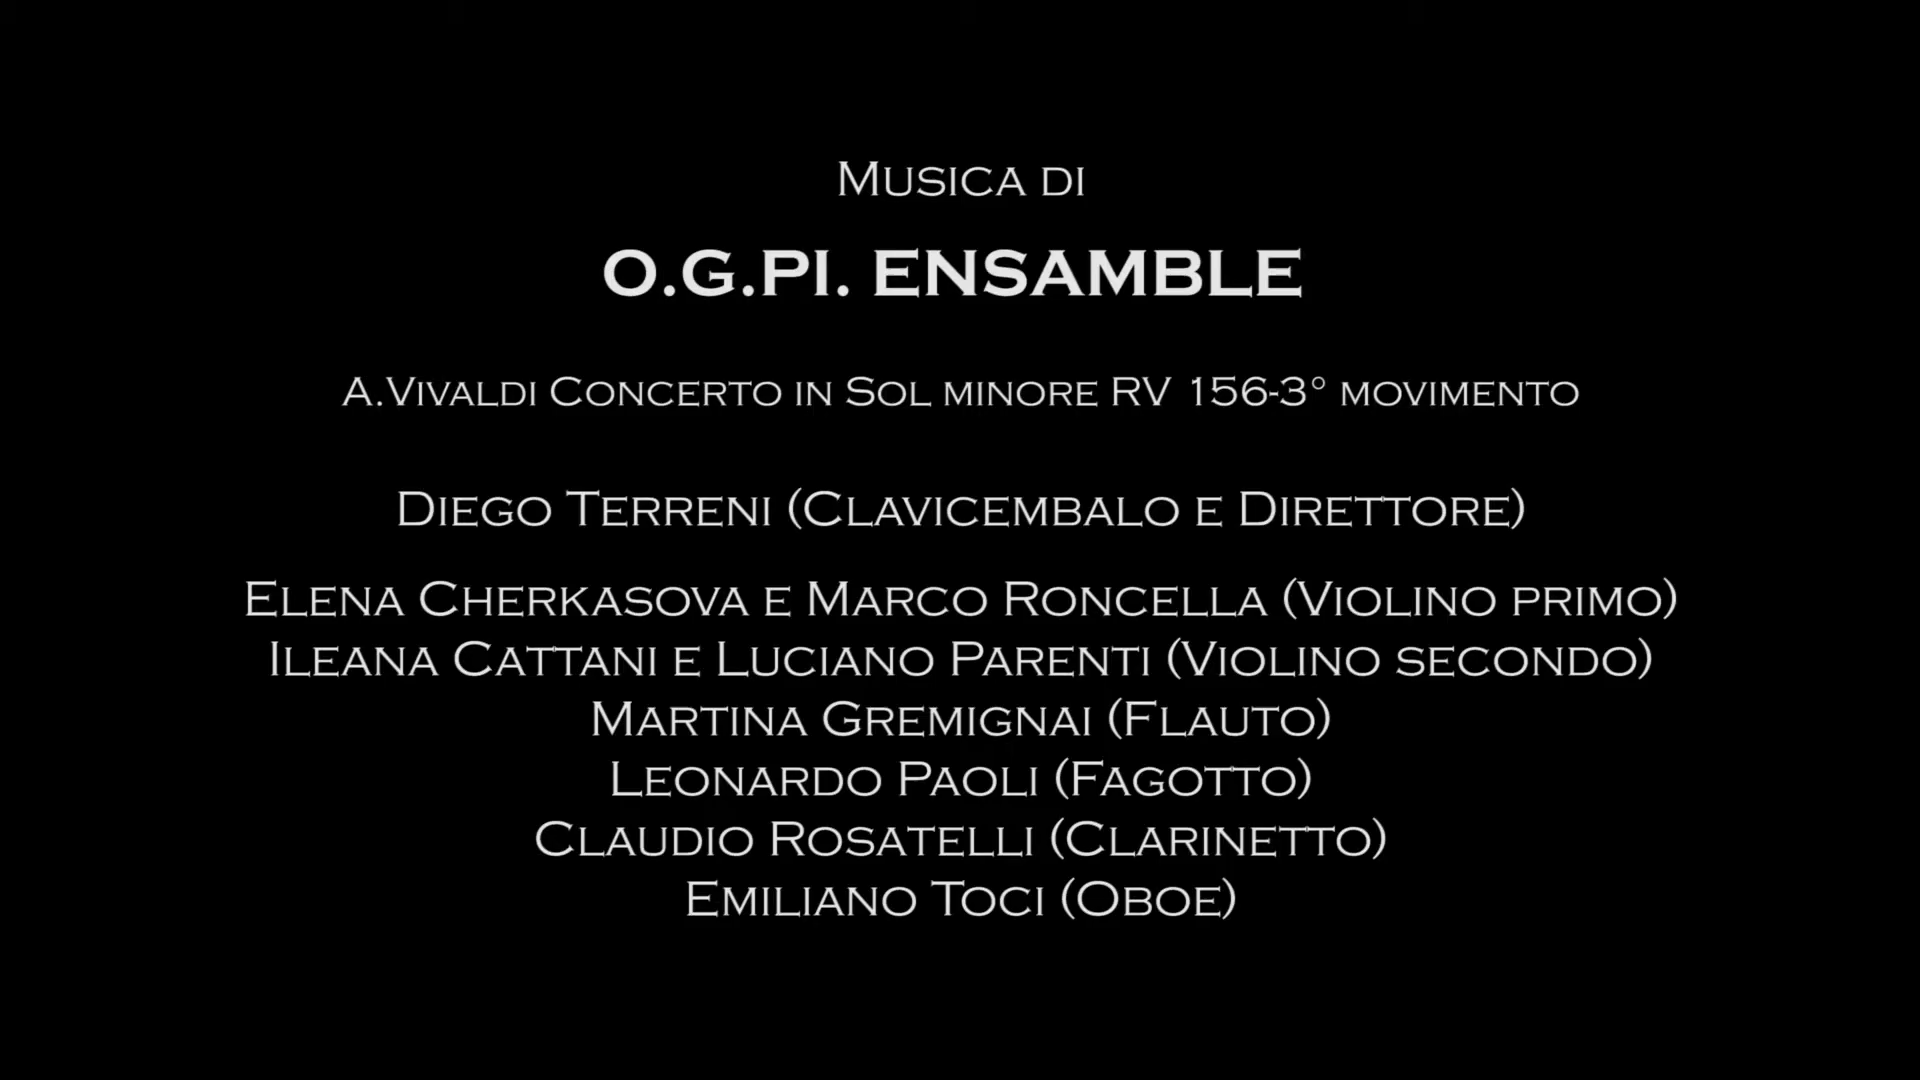 Musica di
O.G.PI. ENSAMBLE
A.Vivaldi Concerto in Sol minore RV 156-3° movimento
Diego Terreni (Clavicembalo e Direttore)
Elena Cherkasova e Marco Roncella (Violino primo)
Ileana Cattani e Luciano Parenti (Violino secondo)
Martina Gremignai (Flauto)
Leonardo Paoli (Fagotto)
Claudio Rosatelli (Clarinetto)
Emiliano Toci (Oboe)